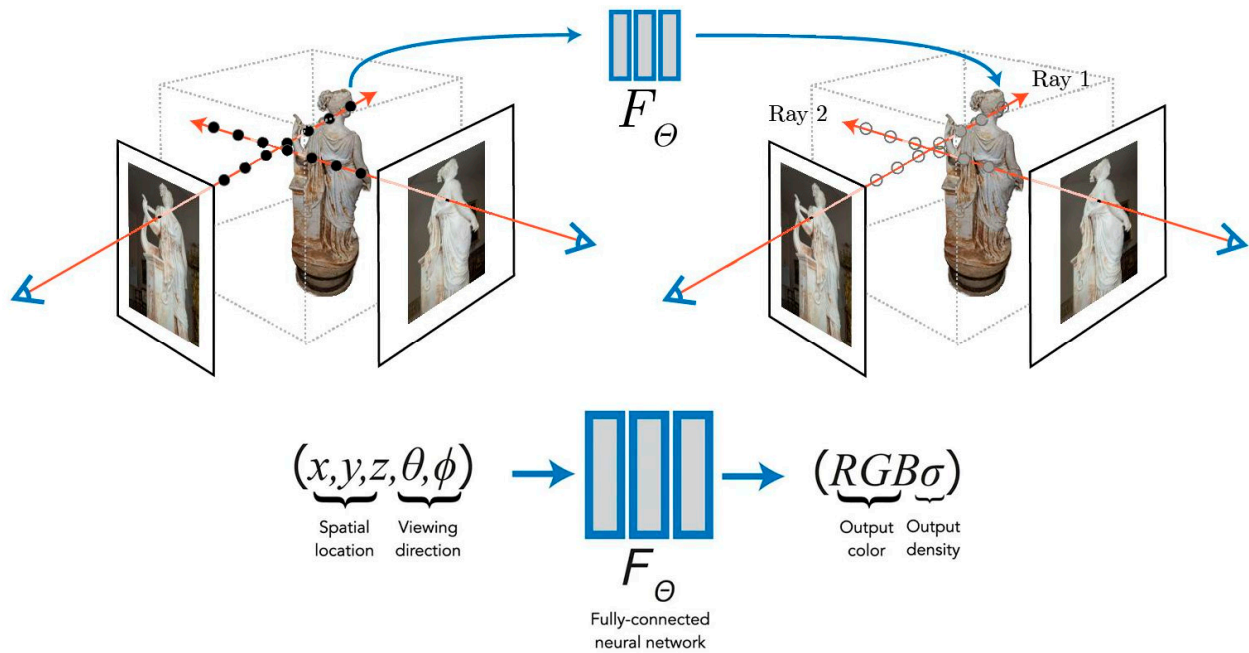 F_Θ
Ray 1
Ray 2
(x,y,z,θ,ϕ)
Spatial
location
Viewing
direction
F_Θ
Fully-connected
neural network
(RGBσ)
Output
color
Output
density